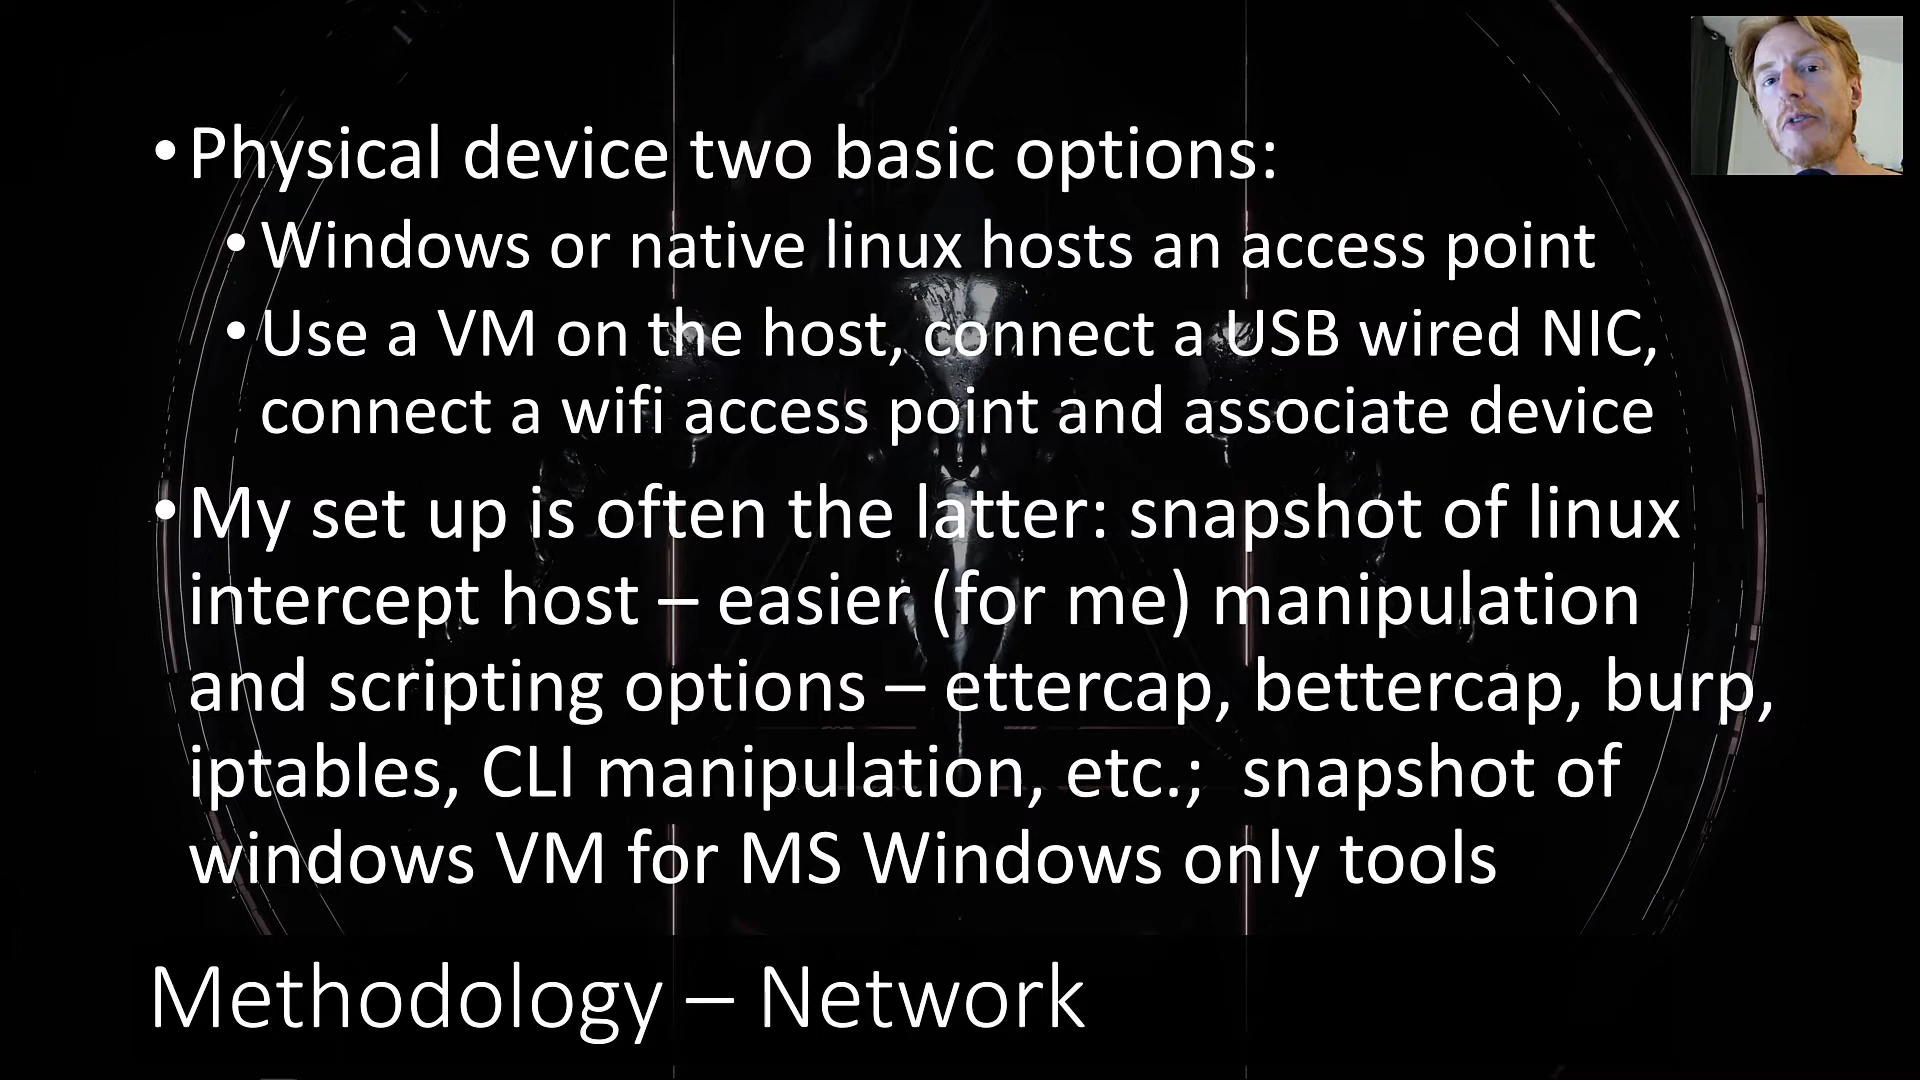 •Physical device two basic options:
•Windows or native linux hosts an access point
•Use a VM on the host, connect a USB wired NIC,
connect a wifi access point and associate device
•My set up is often the latter: snapshot of linux
intercept host – easier (for me) manipulation
and scripting options – ettercap, bettercap, burp,
iptables, CLI manipulation, etc.;  snapshot of
windows VM for MS Windows only tools
Methodology – Network